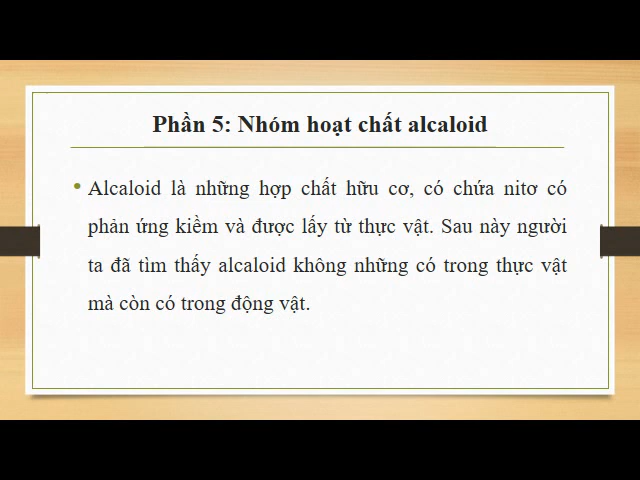 Phần 5: Nhóm hoạt chất alcaloid
• Alcaloid là những hợp chất hữu cơ, có chứa nitơ có
phản ứng kiềm và được lấy từ thực vật. Sau này người
ta đã tìm thấy alcaloid không những có trong thực vật
mà còn có trong động vật.